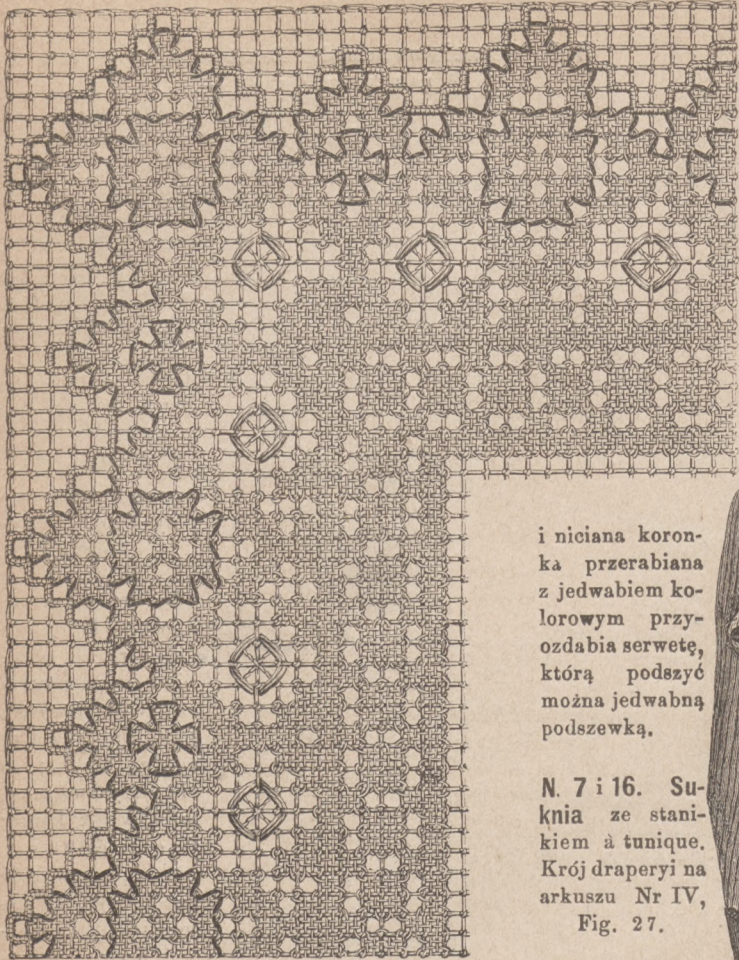 i niciana koron-
ka przerabiana
z jedwabiem ko-
lorowym przy-
ozdabia serwetę,
którą podszyć
można jedwabną
podszewką.
N. 7 i 16. Su-
knia ze stani-
kiem à tunique.
Krój draperyi na
arkuszu Nr IV,
Fig. 27.